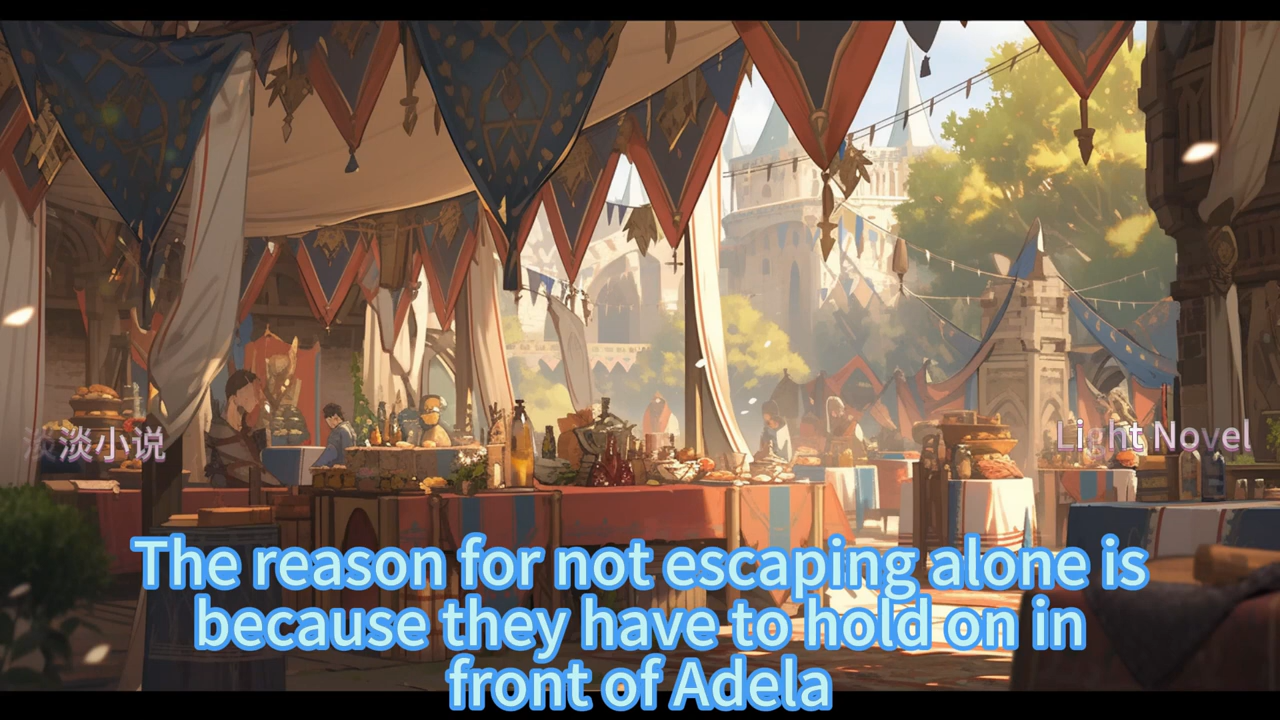 淡淡小说
Light Novel
The reason for not escaping alone is
because they have to hold on in
front of Adela